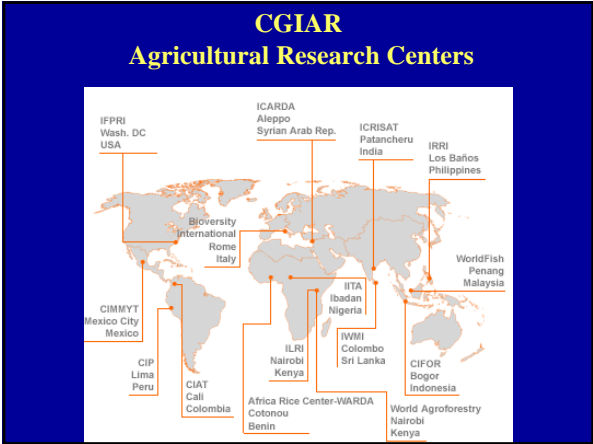 CGIAR
Agricultural Research Centers
IFPRI
Wash. DC
USA
ICARDA
Aleppo
Syrian Arab Rep.
ICRISAT
Patancheru
India
IRRI
Los Baños
Philippines
Bioversity
International
Rome
Italy
WorldFish
Penang
Malaysia
IITA
Ibadan
Nigeria
CIMMYT
Mexico City
Mexico
IWMI
Colombo
Sri Lanka
ILRI
Nairobi
Kenya
CIP
Lima
Peru
CIFOR
Bogor
Indonesia
CIAT
Cali
Colombia
Africa Rice Center-WARDA
Cotonou
Benin
World Agroforestry
Nairobi
Kenya